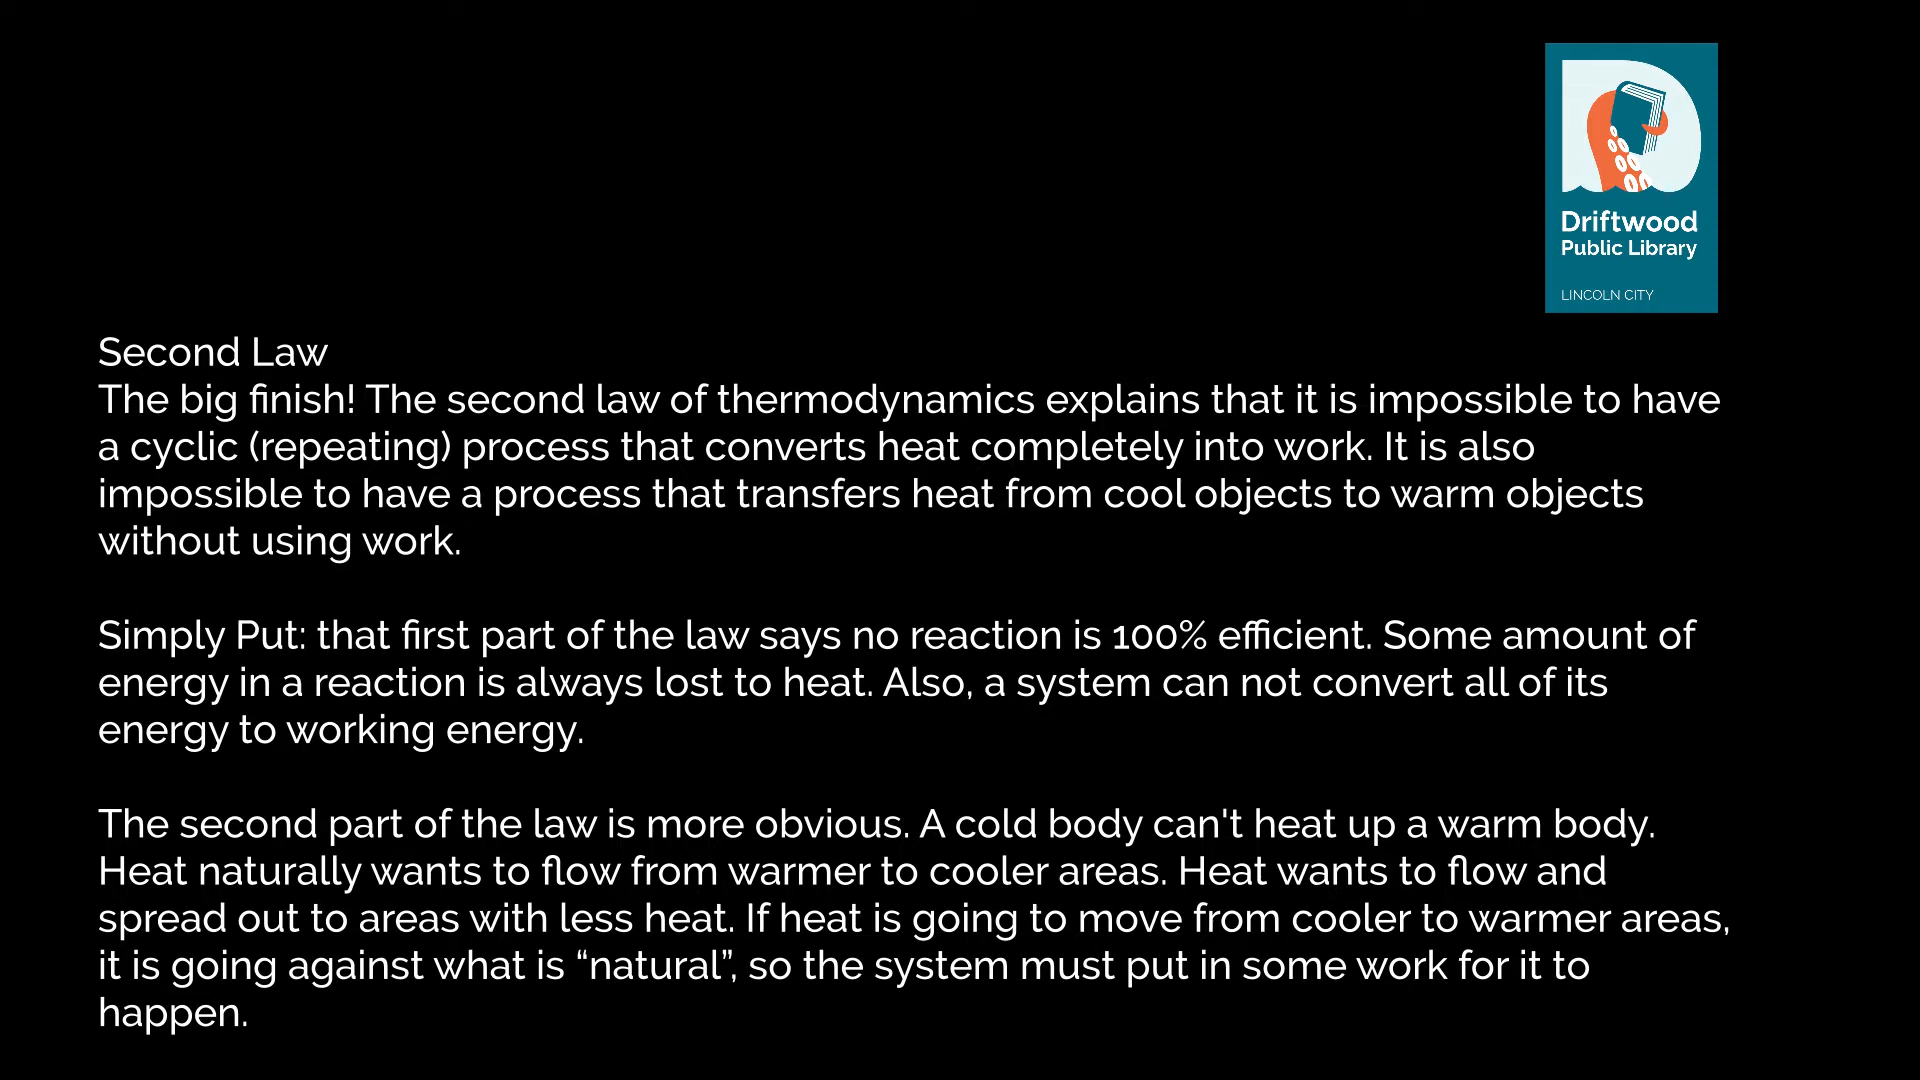 Driftwood
Public Library
LINCOLN CITY
Second Law
The big finish! The second law of thermodynamics explains that it is impossible to have
a cyclic (repeating) process that converts heat completely into work. It is also
impossible to have a process that transfers heat from cool objects to warm objects
without using work.
Simply Put: that first part of the law says no reaction is 100% efficient. Some amount of
energy in a reaction is always lost to heat. Also, a system can not convert all of its
energy to working energy.
The second part of the law is more obvious. A cold body can't heat up a warm body.
Heat naturally wants to flow from warmer to cooler areas. Heat wants to flow and
spread out to areas with less heat. If heat is going to move from cooler to warmer areas,
it is going against what is “natural”, so the system must put in some work for it to
happen.